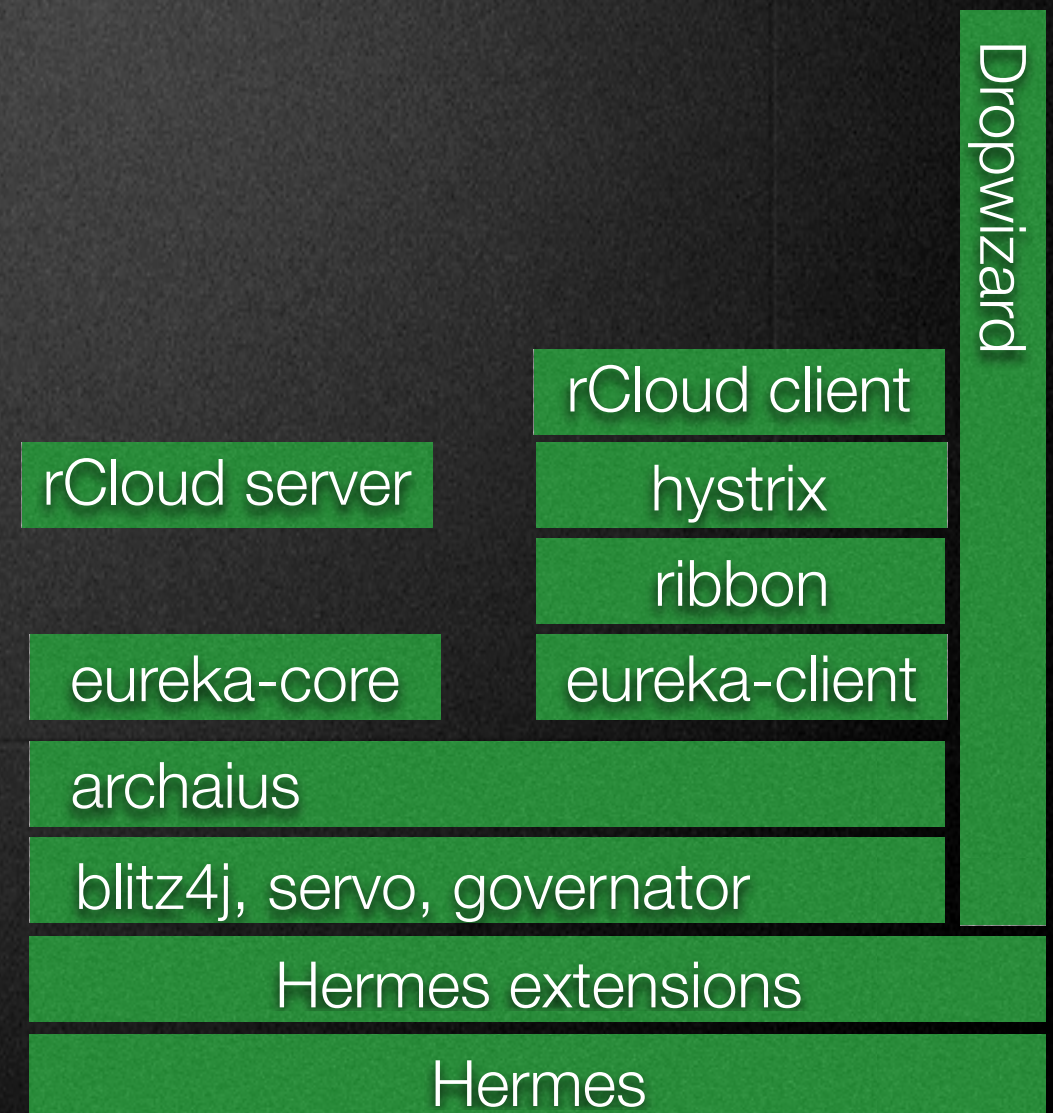 Dropwizard
rCloud client
rCloud server
hystrix
ribbon
eureka-core
eureka-client
archaius
blitz4j, servo, governator
Hermes extensions
Hermes